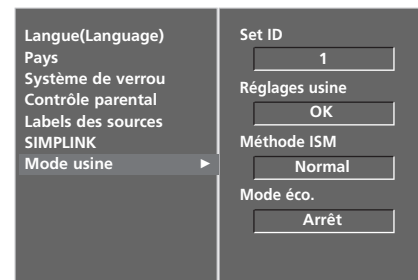 Langue(Language)
Pays
Système de verrou
Contrôle parental
Labels des sources
SIMPLINK
Mode usine ►
Set ID
1
Réglages usine
OK
Méthode ISM
Normal
Mode éco.
Arrêt